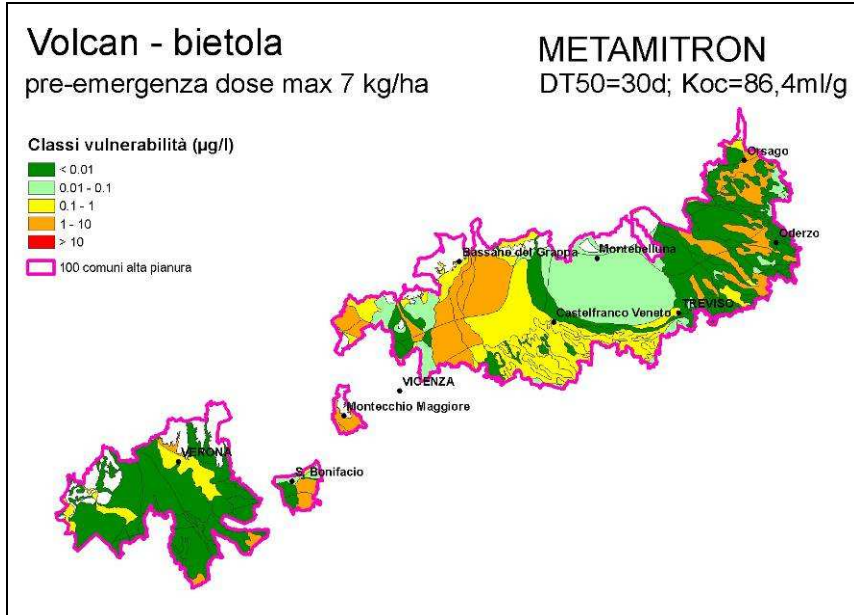 Volcan - bietola
pre-emergenza dose max 7 kg/ha
METAMITRON
DT50=30d; Koc=86,4ml/g
Classi vulnerabilità (µg/l)
< 0.01
0.01 - 0.1
0.1 - 1
1 - 10
> 10
100 comuni alta pianura
Orsago
Oderzo
Bassano del Grappa
Montebelluna
Castelfranco Veneto
TREVISO
VICENZA
Montecchio Maggiore
VERONA
S. Bonifacio